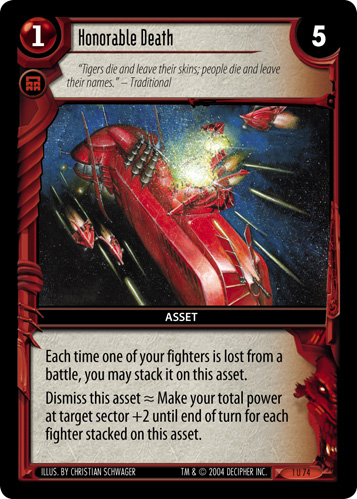 1 Honorable Death 5
“Tigers die and leave their skins; people die and leave
their names.” – Traditional
ASSET
Each time one of your fighters is lost from a
battle, you may stack it on this asset.
Dismiss this asset ≈ Make your total power
at target sector +2 until end of turn for each
fighter stacked on this asset.
ILLUS. BY CHRISTIAN SCHWAGER TM & © 2004 DECIPHER INC. 1 U 74